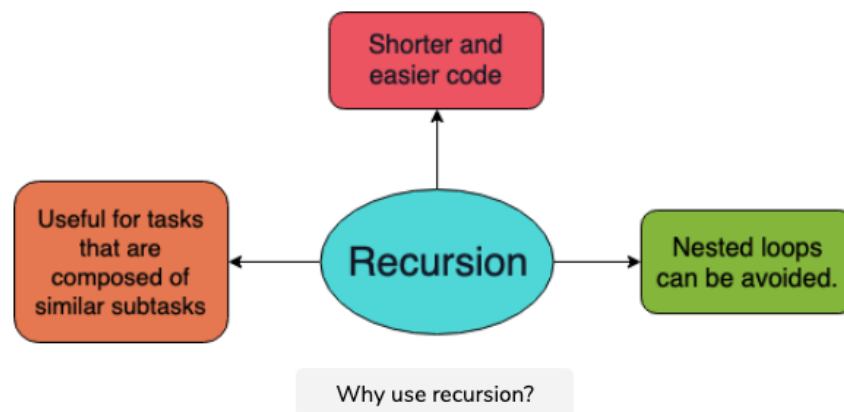 Shorter and
easier code
Useful for tasks
that are
composed of
similar subtasks
Recursion
Nested loops
can be avoided.
Why use recursion?